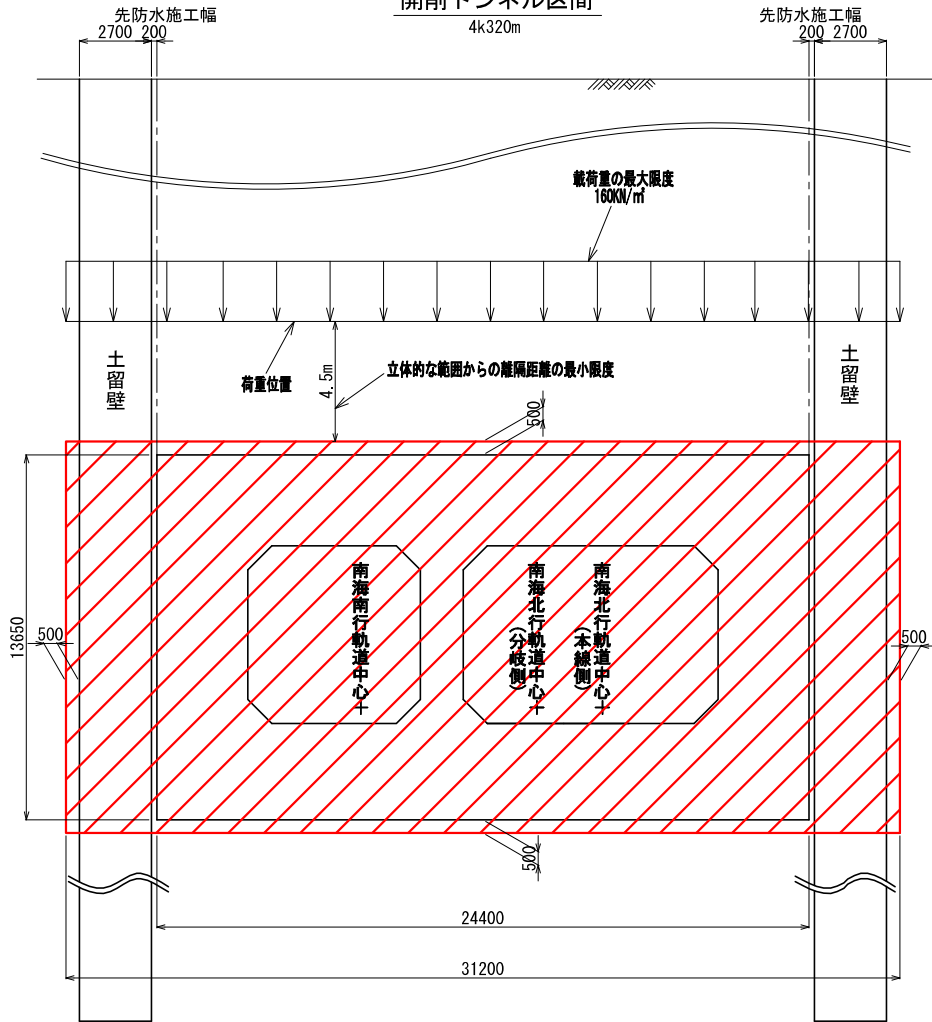 開削トンネル区間
4k320m
先防水施工幅
2700 200
先防水施工幅
200 2700
載荷重の最大限度
160KN/㎡
土留壁
荷重位置
4.5m
立体的な範囲からの離隔距離の最小限度
500
土留壁
13650
500
南海南行軌道中心
南海北行軌道中心
(分岐側)
南海北行軌道中心
(本線側)
500
500
24400
31200